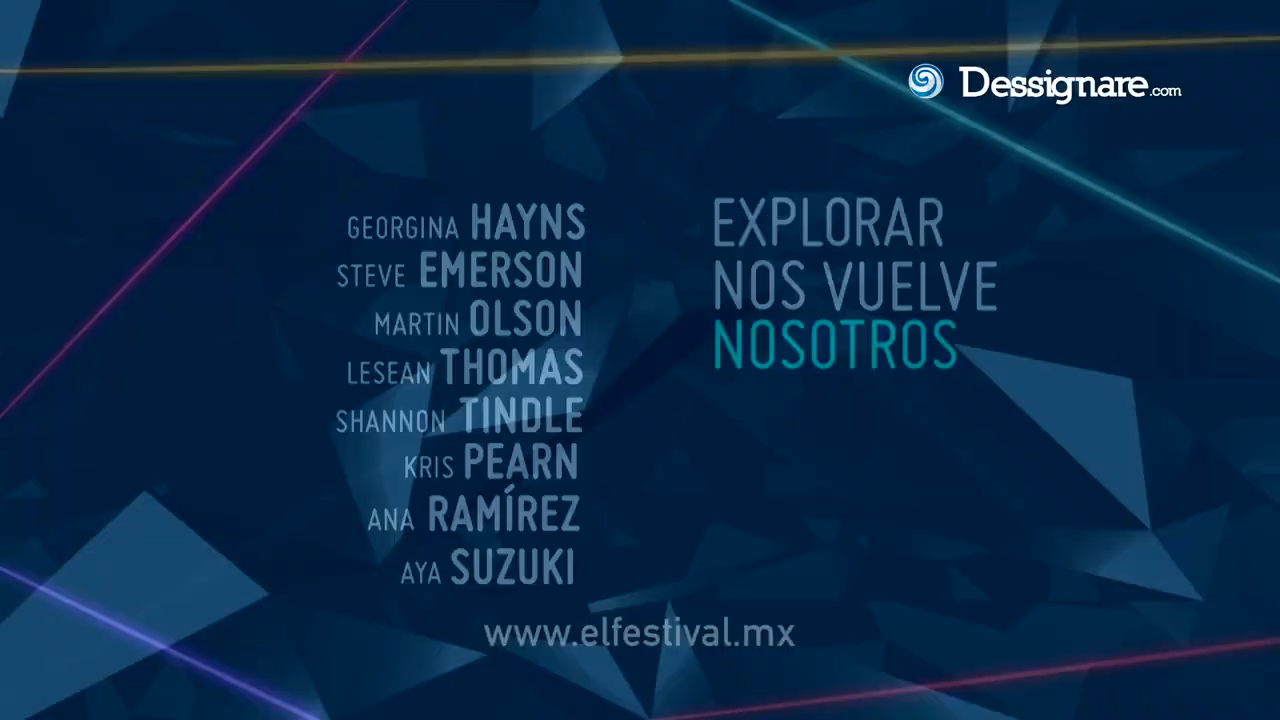 Dessignare.com
GEORGINA HAYNS
STEVE EMERSON
MARTIN OLSON
LESEAN THOMAS
SHANNON TINDLE
KRIS PEARN
ANA RAMÍREZ
AYA SUZUKI
EXPLORAR
NOS VUELVE
NOSOTROS
www.elfestival.mx